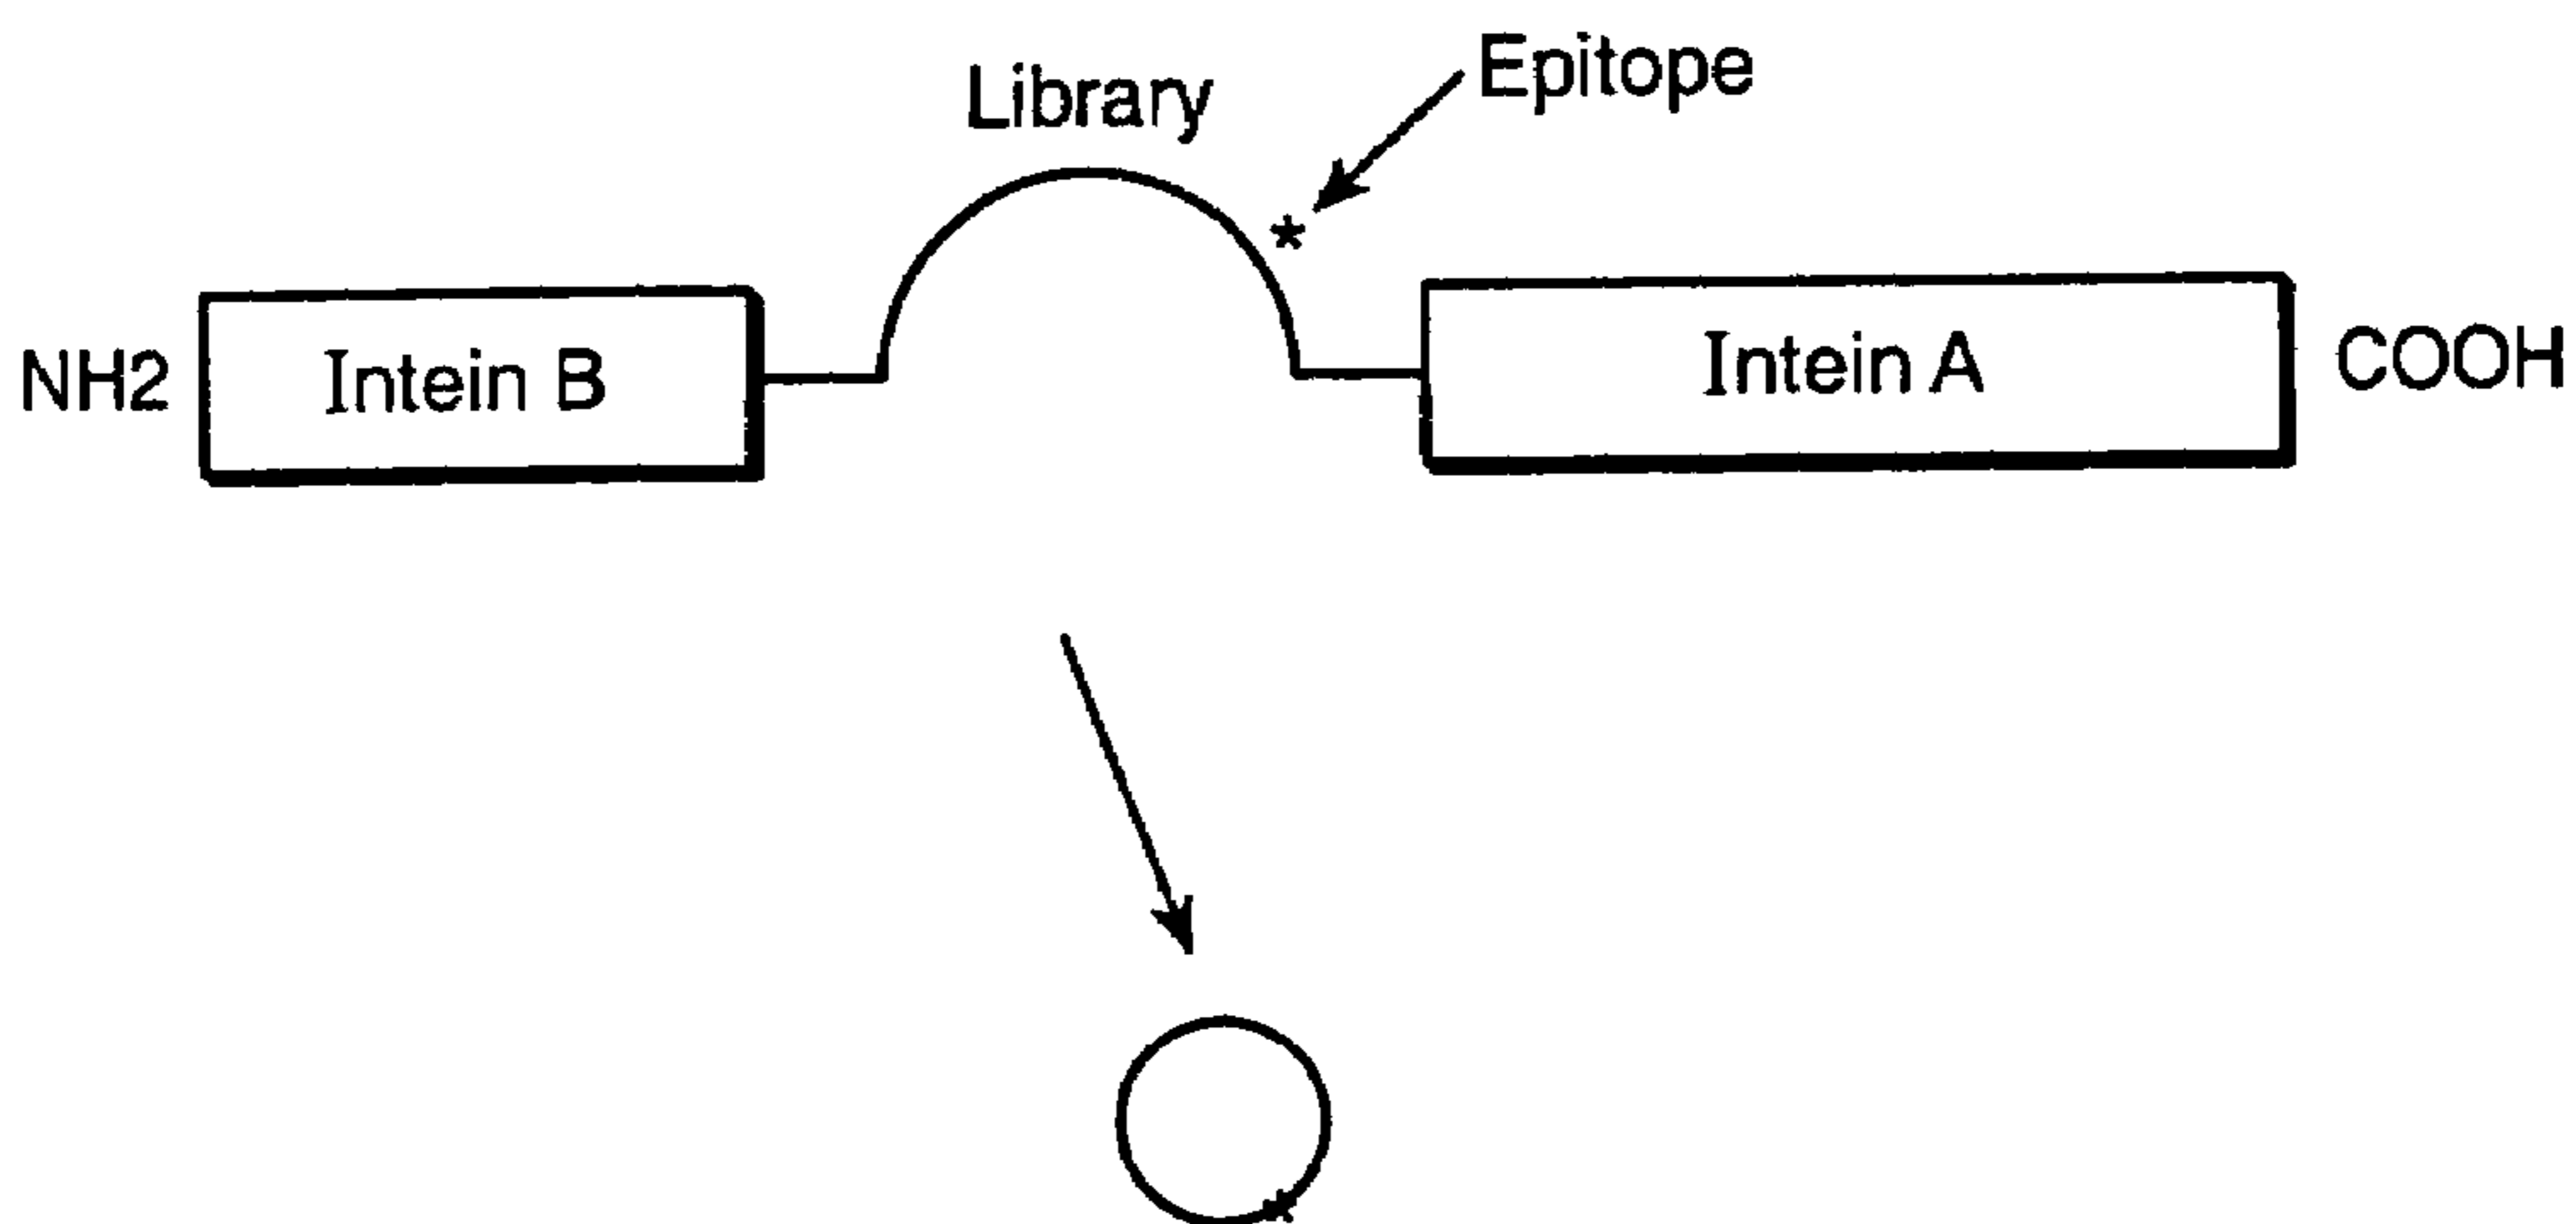 Library
Epitope
*
NH2
Intein B
Intein A
COOH
*